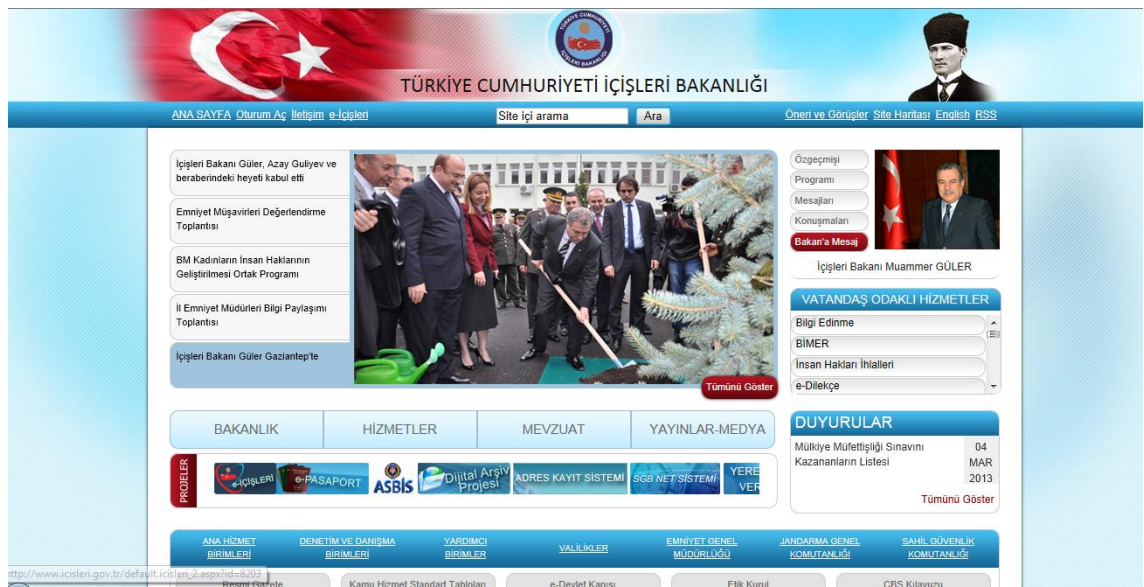 TÜRKİYE CUMHURİYETİ İÇİŞLERİ BAKANLIĞI
ANA SAYFA Oturum Aç İletişim e-İçişleri
Site içi arama
Ara
Öneri ve Görüşler Site Haritası English RSS
İçişleri Bakanı Güler, Azay Guliyev ve
beraberindeki heyeti kabul etti
Emniyet Müşavirleri Değerlendirme
Toplantısı
BM Kadınların İnsan Haklarının
Geliştirilmesi Ortak Programı
İl Emniyet Müdürleri Bilgi Paylaşımı
Toplantısı
İçişleri Bakanı Güler Gaziantep'te
Tümünü Göster
Özgeçmişi
Programı
Mesajları
Konuşmaları
Bakan'a Mesaj
İçişleri Bakanı Muammer GÜLER
VATANDAŞ ODAKLI HİZMETLER
Bilgi Edinme
BİMER
İnsan Hakları İhlalleri
e-Dilekçe
BAKANLIK
HİZMETLER
MEVZUAT
YAYINLAR-MEDYA
DUYURULAR
Mülkiye Müfettişliği Sınavını
Kazananların Listesi
04
MAR
2013
Tümünü Göster
PROJELER
e-İÇİŞLERİ
e-PASAPORT
ASBİS
Dijital Arşiv
Projesi
ADRES KAYIT SİSTEMİ
SGB NET SİSTEMİ
YERE
VER
ANA HİZMET
BİRİMLERİ
DENETİM VE DANIŞMA
BİRİMLERİ
YARDIMCI
BİRİMLER
VALİLİKLER
EMNİYET GENEL
MÜDÜRLÜĞÜ
JANDARMA GENEL
KOMUTANLIĞI
SAHİL GÜVENLİK
KOMUTANLIĞI
Resmi Gazete
Kamu Hizmet Standart Tabloları
e-Devlet Kapısı
Etik Kurul
CBS Kılavuzu
http://www.icisleri.gov.tr/default.icisleri_2.aspx?id=8203